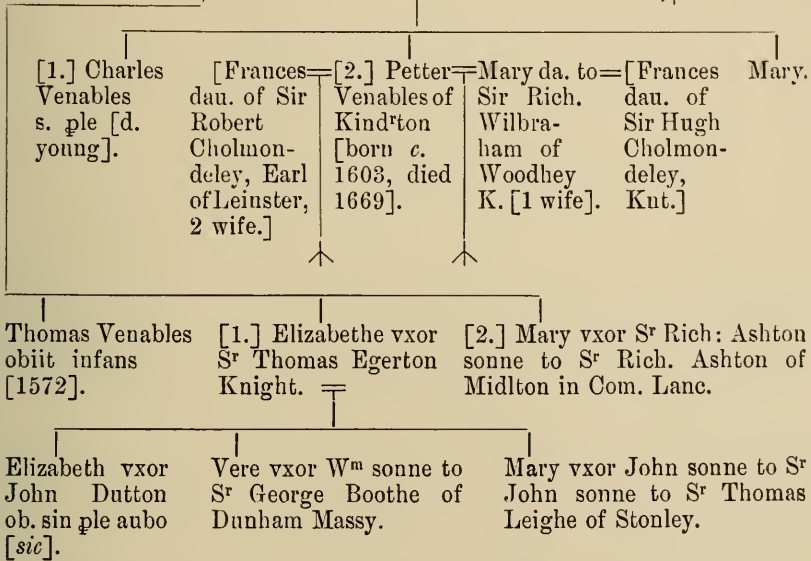 [1.] Charles
Venables
s. ꝑle [d.
young].
[Frances
dau. of Sir
Robert
Cholmon-
deley, Earl
of Leinster,
2 wife.]
[2.] Petter
Venables of
Kindʳton
[born c.
1603, died
1669].
Mary da. to
Sir Rich.
Wilbra-
ham of
Woodhey
K. [1 wife].
[Frances
dau. of
Sir Hugh
Cholmon-
deley,
Knt.]
Mary.
Thomas Venables
obiit infans
[1572].
[1.] Elizabethe vxor
Sʳ Thomas Egerton
Knight.
[2.] Mary vxor Sʳ Rich: Ashton
sonne to Sʳ Rich. Ashton of
Midlton in Com. Lanc.
Elizabeth vxor
John Dutton
ob. sin ꝑle aubo
[sic].
Vere vxor Wᵐ sonne to
Sʳ George Boothe of
Dunham Massy.
Mary vxor John sonne to Sʳ
John sonne to Sʳ Thomas
Leighe of Stonley.